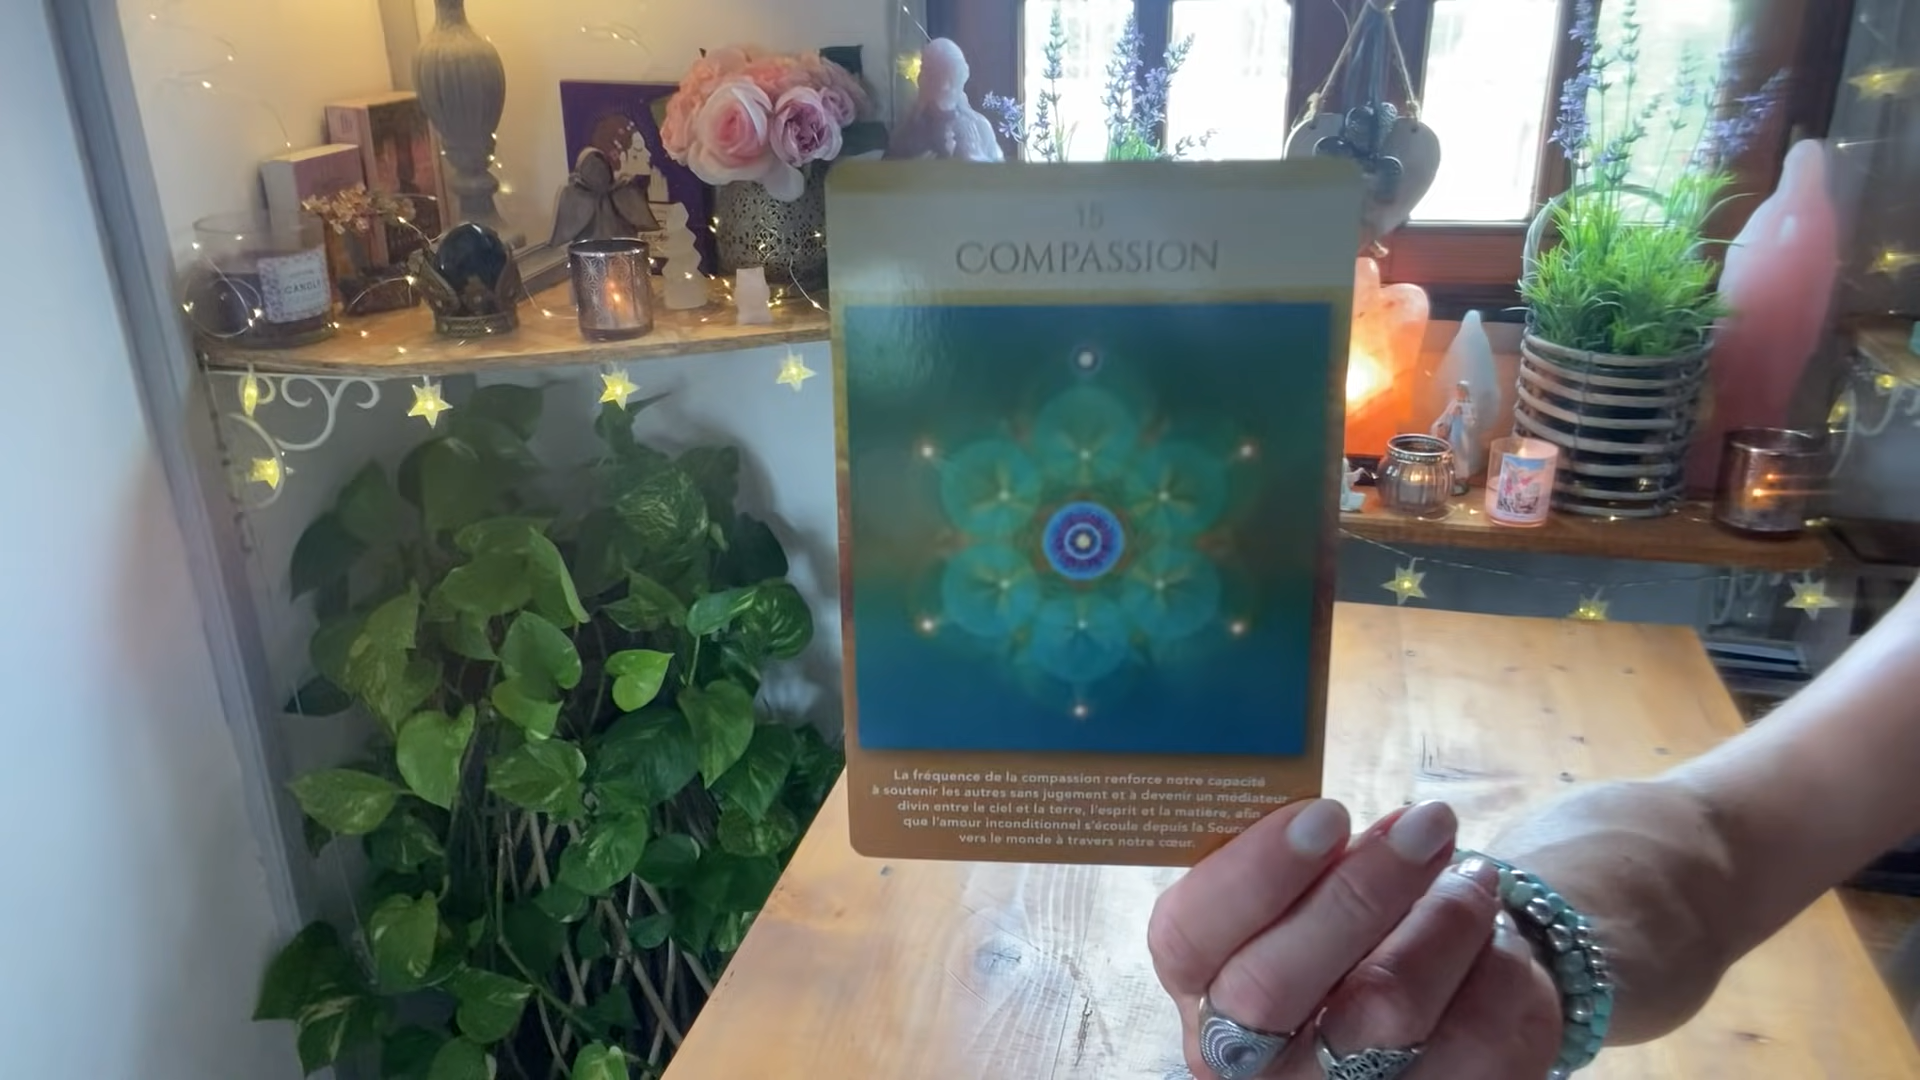 CANDLE
15
COMPASSION
La fréquence de la compassion renforce notre capacité
à soutenir les autres sans jugement et à devenir un médiateur
divin entre le ciel et la terre, l'esprit et la matière, afin
que l'amour inconditionnel s'écoule depuis la
vers le monde à travers notre cœur.